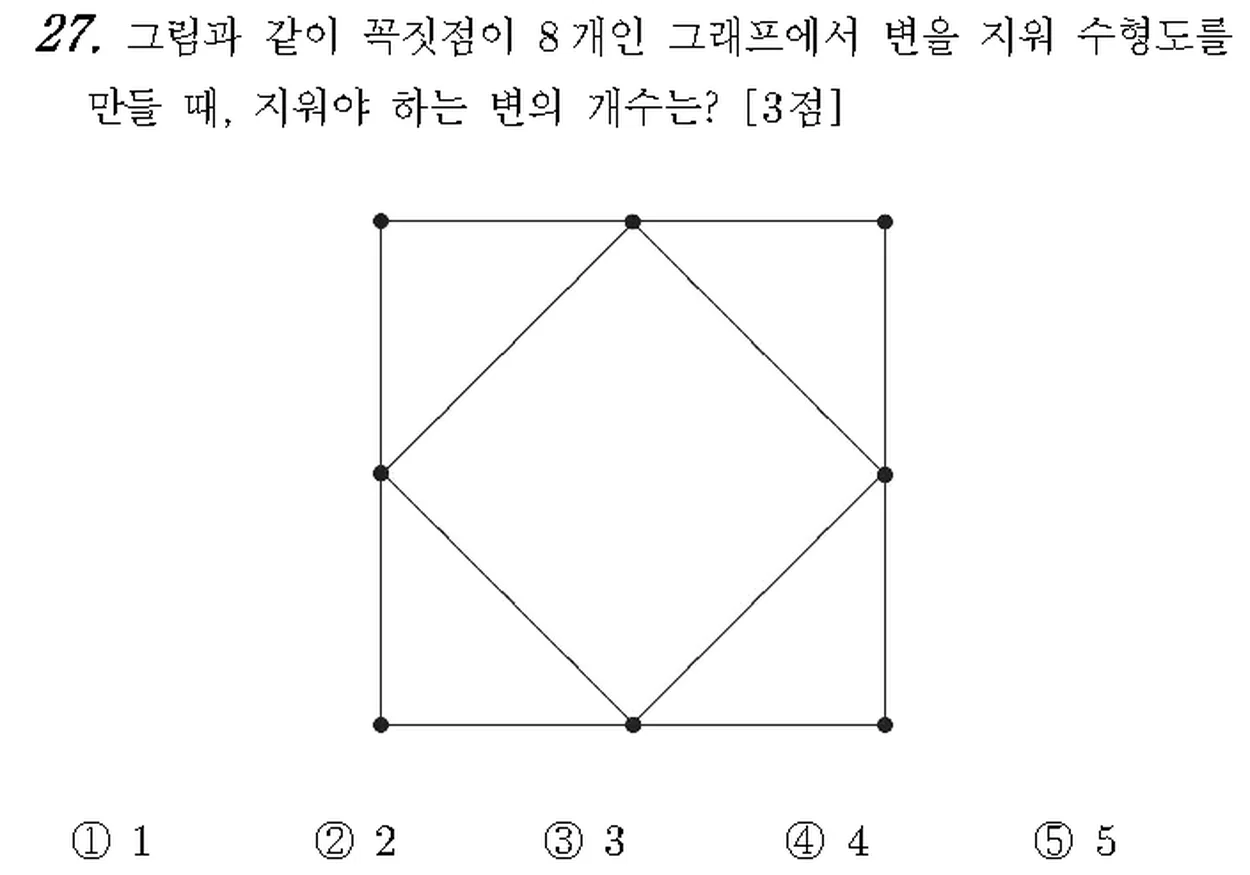 27. 그림과 같이 꼭짓점이 8개인 그래프에서 변을 지워 수형도를
만들 때, 지워야 하는 변의 개수는? [3점]
① 1 ② 2 ③ 3 ④ 4 ⑤ 5